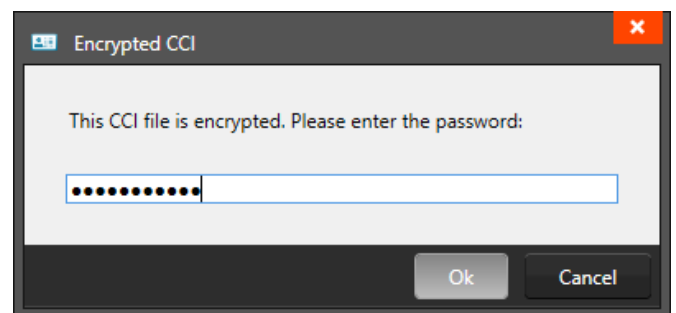 Encrypted CCI
This CCI file is encrypted. Please enter the password:
●●●●●●●●●●●
Ok Cancel